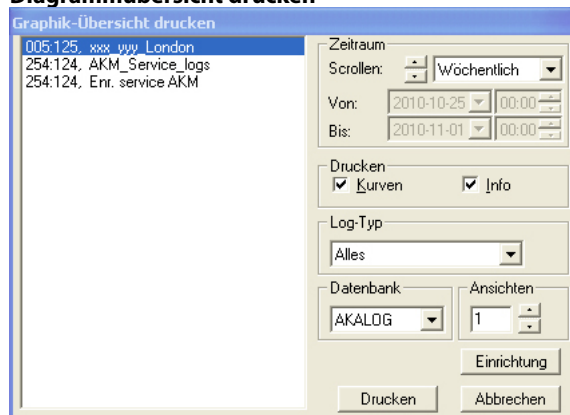 Diagrammübersicht drucken
Graphik-Übersicht drucken
005:125, xxx_yyy_London
254:124, AKM_Service_logs
254:124, Enr. service AKM
Zeitraum
Scrollen: Wöchentlich
Von: 2010-10-25 00:00
Bis: 2010-11-01 00:00
Drucken
Kurven Info
Log-Typ
Alles
Datenbank Ansichten
AKALOG 1
Einrichtung
Drucken Abbrechen